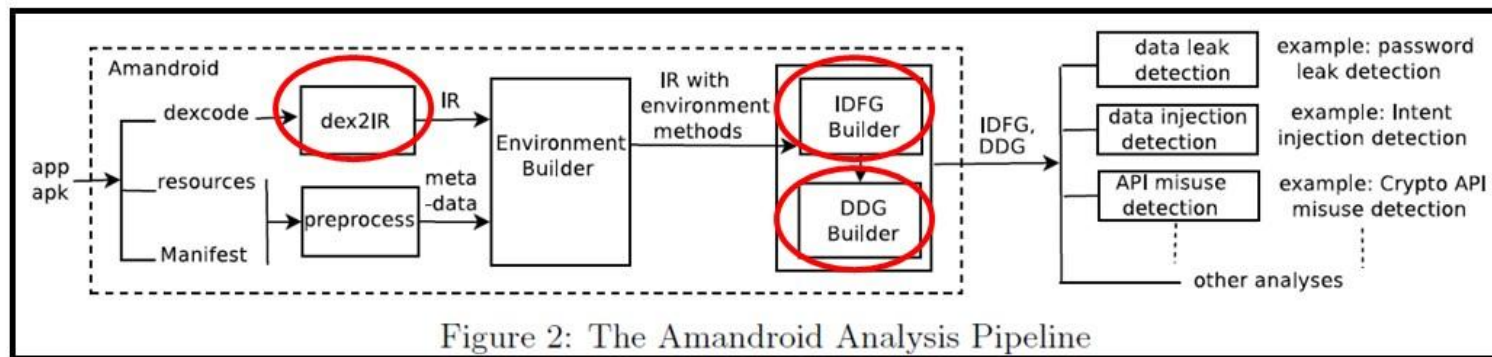 Amandroid
app
apk
dexcode
resources
Manifest
dex2IR
IR
preprocess
meta
-data
Environment
Builder
IR with
environment
methods
IDFG
Builder
DDG
Builder
IDFG,
DDG
data leak
detection
example: password
leak detection
data injection
detection
example: Intent
injection detection
API misuse
detection
example: Crypto API
misuse detection
other analyses
Figure 2: The Amandroid Analysis Pipeline